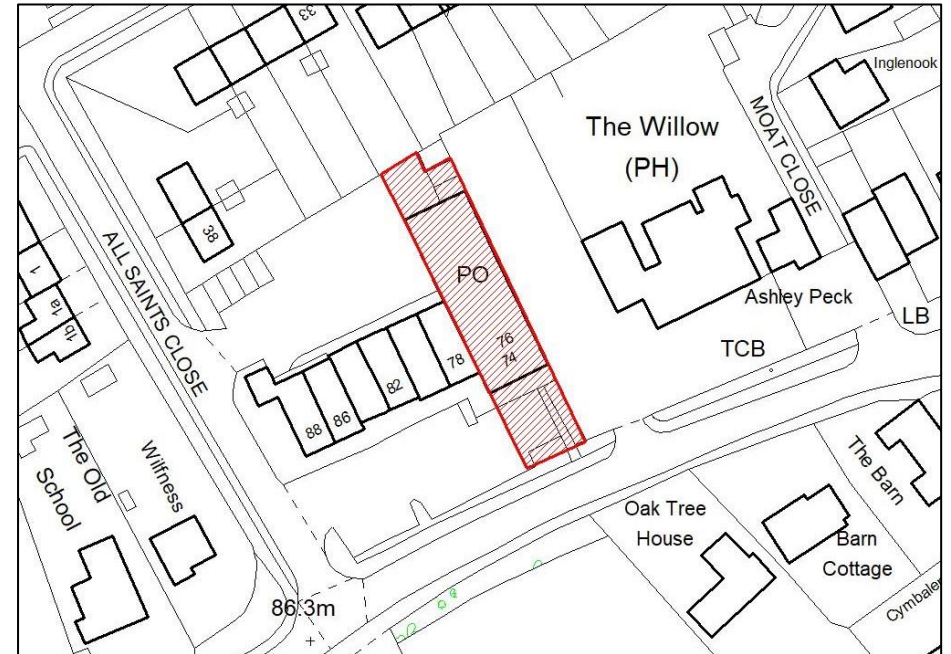 33
Inglenook
The Willow
(PH)
MOAT CLOSE
38
ALL SAINTS CLOSE
1
1a
1b
PO
Ashley Peck
LB
TCB
76
74
78
82
86
88
The Old
School
Wilfness
The Barn
Oak Tree
House
Barn
Cottage
86.3m